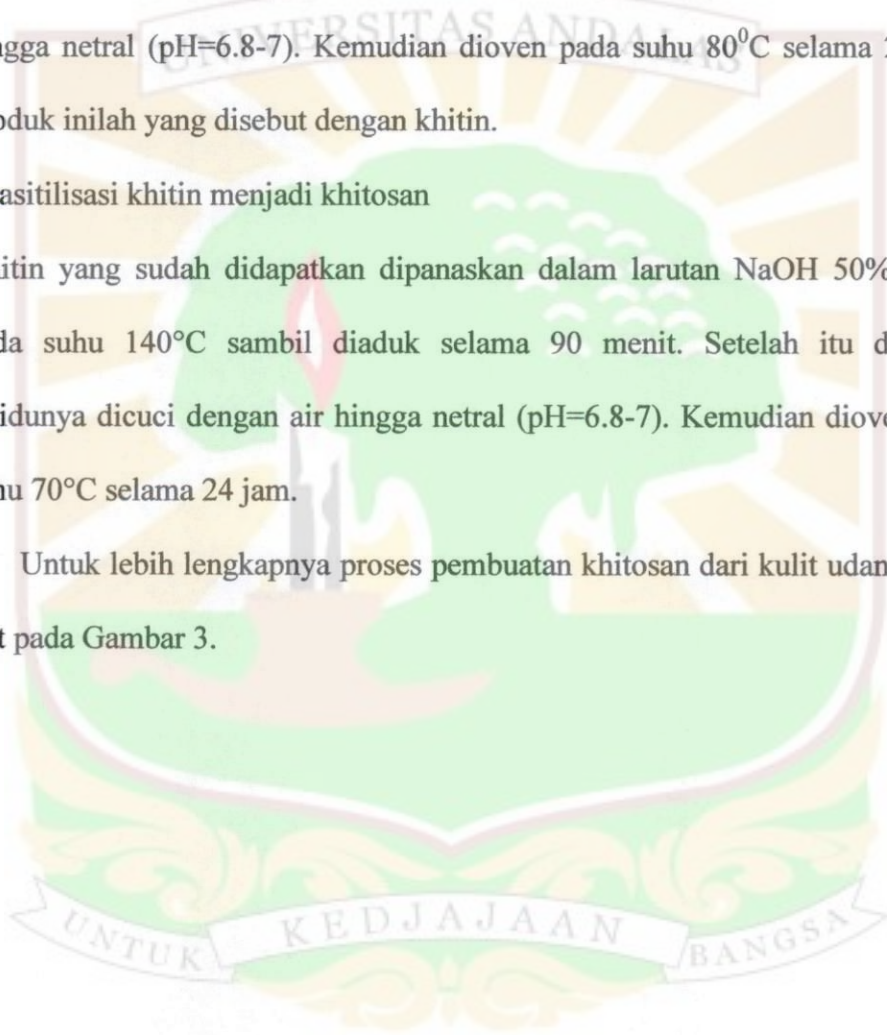 UNIVERSITAS ANDALAS
ngga netral (pH=6.8-7). Kemudian dioven pada suhu 80⁰C selama
oduk inilah yang disebut dengan khitin.
asitilisasi khitin menjadi khitosan
itin yang sudah didapatkan dipanaskan dalam larutan NaOH 50%
da suhu 140°C sambil diaduk selama 90 menit. Setelah itu d
idunya dicuci dengan air hingga netral (pH=6.8-7). Kemudian diov
u 70°C selama 24 jam.
Untuk lebih lengkapnya proses pembuatan khitosan dari kulit udan
t pada Gambar 3.
UNTUK KEDJAJAAN BANGSA